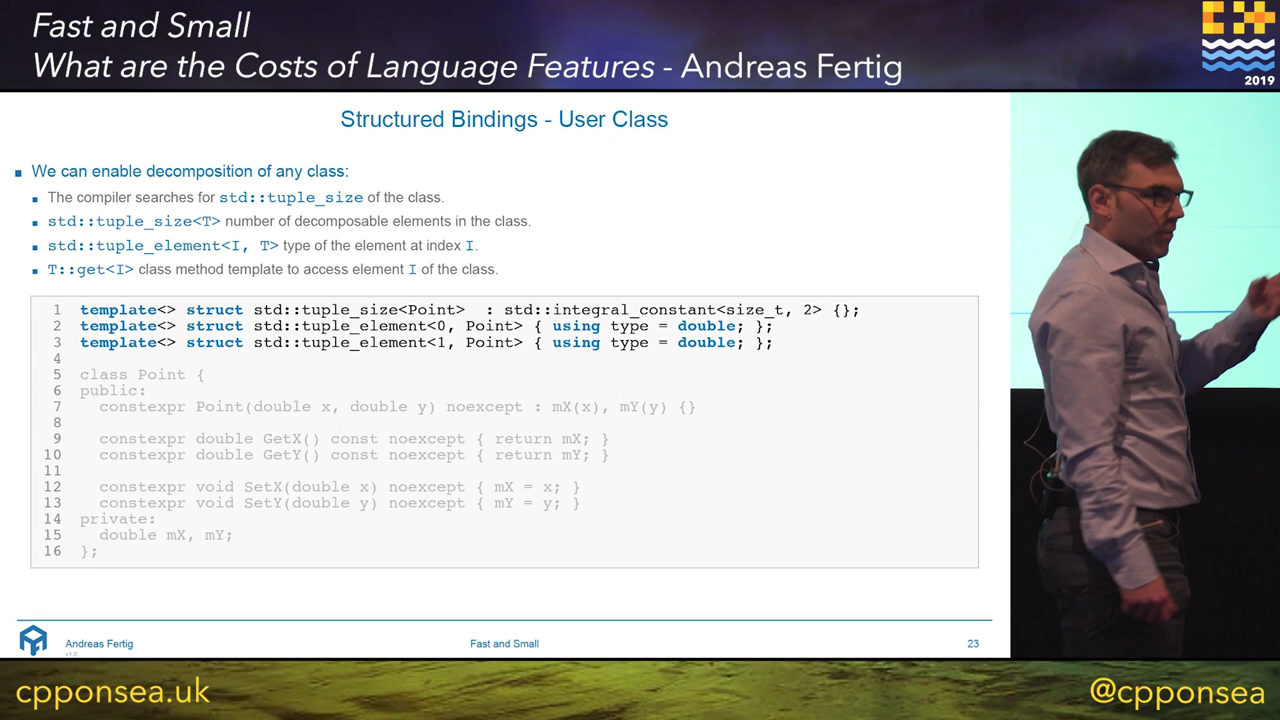 Fast and Small
What are the Costs of Language Features - Andreas Fertig
2019
Structured Bindings - User Class
We can enable decomposition of any class:
The compiler searches for std::tuple_size of the class.
std::tuple_size<T> number of decomposable elements in the class.
std::tuple_element<I, T> type of the element at index I.
T::get<I> class method template to access element I of the class.
1 template<> struct std::tuple_size<Point>  : std::integral_constant<size_t, 2> {};
2 template<> struct std::tuple_element<0, Point> { using type = double; };
3 template<> struct std::tuple_element<1, Point> { using type = double; };
4
5 class Point {
6 public:
7   constexpr Point(double x, double y) noexcept : mX(x), mY(y) {}
8
9   constexpr double GetX() const noexcept { return mX; }
10   constexpr double GetY() const noexcept { return mY; }
11
12   constexpr void SetX(double x) noexcept { mX = x; }
13   constexpr void SetY(double y) noexcept { mY = y; }
14 private:
15   double mX, mY;
16 };
Andreas Fertig
v1.0
Fast and Small
23
cpponsea.uk
@cpponsea